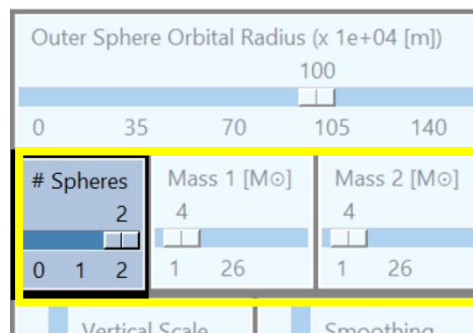 Outer Sphere Orbital Radius (x 1e+04 [m])
100
0 35 70 105 140
# Spheres Mass 1 [M⊙] Mass 2 [M⊙]
2 4 4
0 1 2 1 26 1 26
Vertical Scale Smoothing